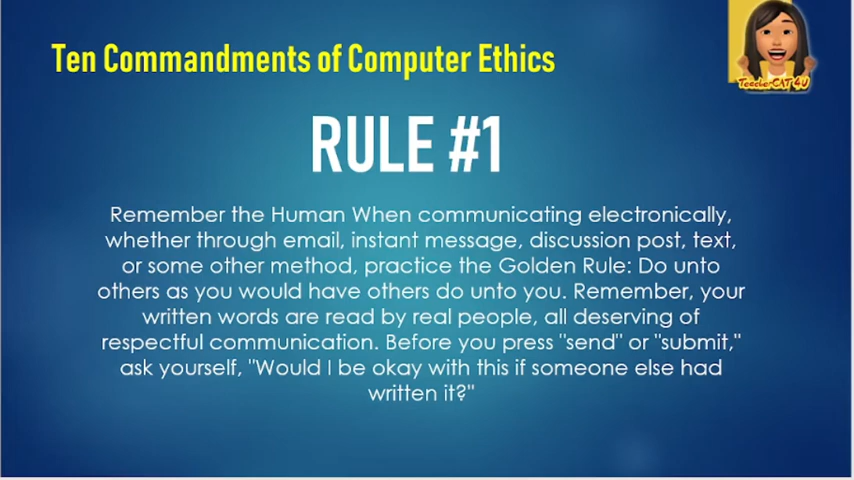 Ten Commandments of Computer Ethics
TeacherCAT4U
RULE #1
Remember the Human When communicating electronically,
whether through email, instant message, discussion post, text,
or some other method, practice the Golden Rule: Do unto
others as you would have others do unto you. Remember, your
written words are read by real people, all deserving of
respectful communication. Before you press "send" or "submit,"
ask yourself, "Would I be okay with this if someone else had
written it?"